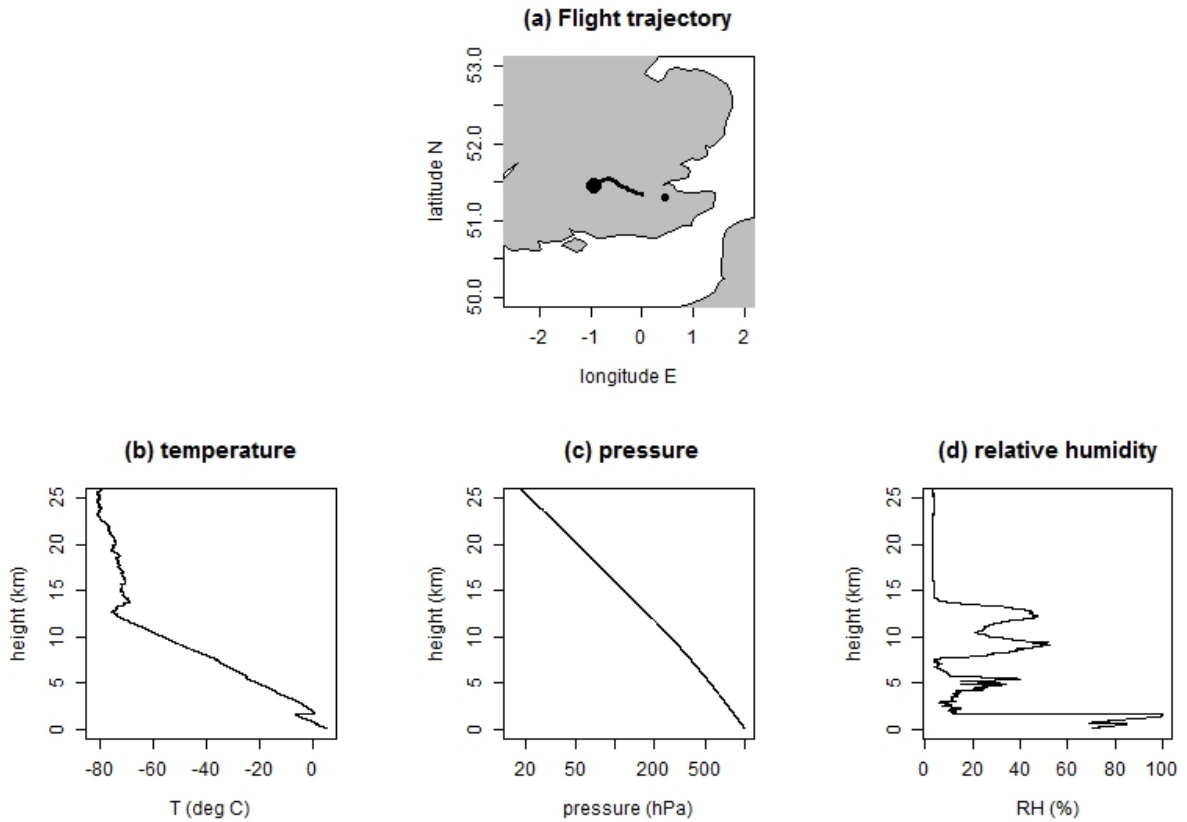 (a) Flight trajectory
53.0
52.0
51.0
50.0
latitude N
-2 -1 0 1 2
longitude E
(b) temperature
25
20
15
10
5
0
height (km)
-80 -60 -40 -20 0
T (deg C)
(c) pressure
25
20
15
10
5
0
height (km)
20 50 200 500
pressure (hPa)
(d) relative humidity
25
20
15
10
5
0
height (km)
0 20 40 60 80 100
RH (%)